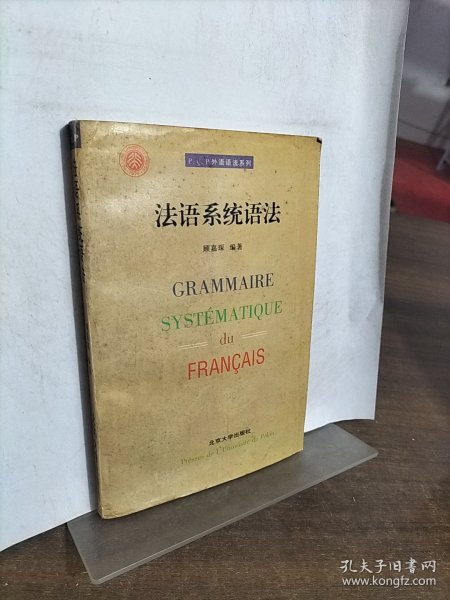 P.U.P外语语法系列
法语系统语法
顾嘉琛 编著
GRAMMAIRE
SYSTÉMATIQUE
du
FRANÇAIS
北京大学出版社
Presses de L'Université de Pékin
孔夫子旧书网
www.kongfz.com